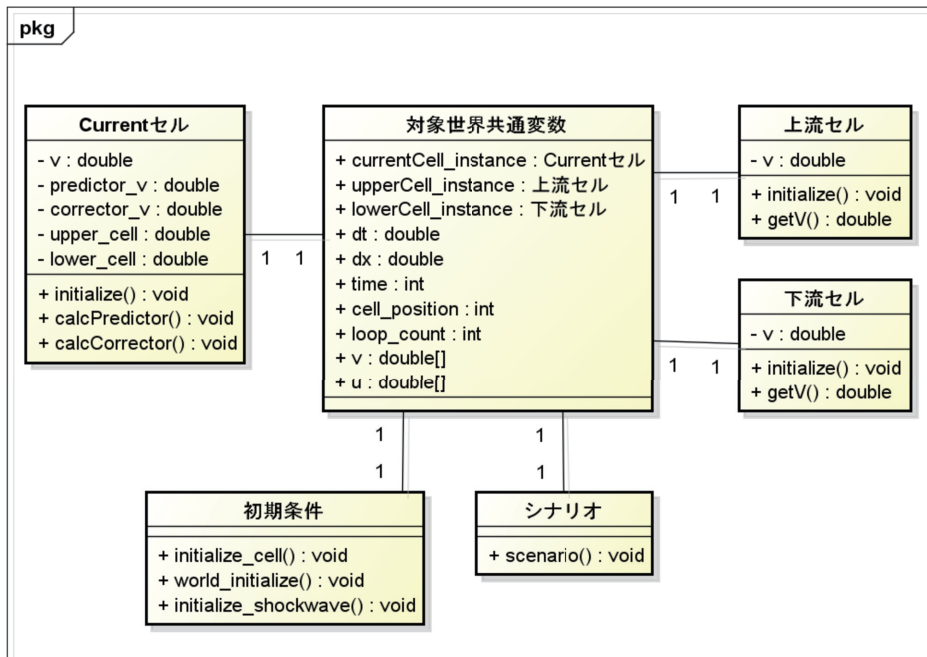 pkg
Currentセル
- v : double
- predictor_v : double
- corrector_v : double
- upper_cell : double
- lower_cell : double
+ initialize() : void
+ calcPredictor() : void
+ calcCorrector() : void
1 1
対象世界共通変数
+ currentCell_instance : Currentセル
+ upperCell_instance : 上流セル
+ lowerCell_instance : 下流セル
+ dt : double
+ dx : double
+ time : int
+ cell_position : int
+ loop_count : int
+ v : double[]
+ u : double[]
1 1
上流セル
- v : double
+ initialize() : void
+ getV() : double
1 1
下流セル
- v : double
+ initialize() : void
+ getV() : double
1
1
初期条件
+ initialize_cell() : void
+ world_initialize() : void
+ initialize_shockwave() : void
1
1
シナリオ
+ scenario() : void